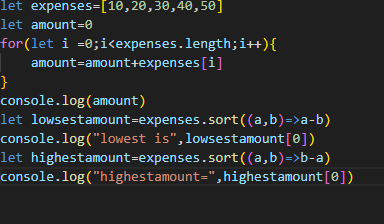 let expenses=[10,20,30,40,50]
let amount=0
for(let i =0;i<expenses.length;i++){
    amount=amount+expenses[i]
}
console.log(amount)
let lowsestamount=expenses.sort((a,b)=>a-b)
console.log("lowest is",lowsestamount[0])
let highestamount=expenses.sort((a,b)=>b-a)
console.log("highestamount=",highestamount[0])